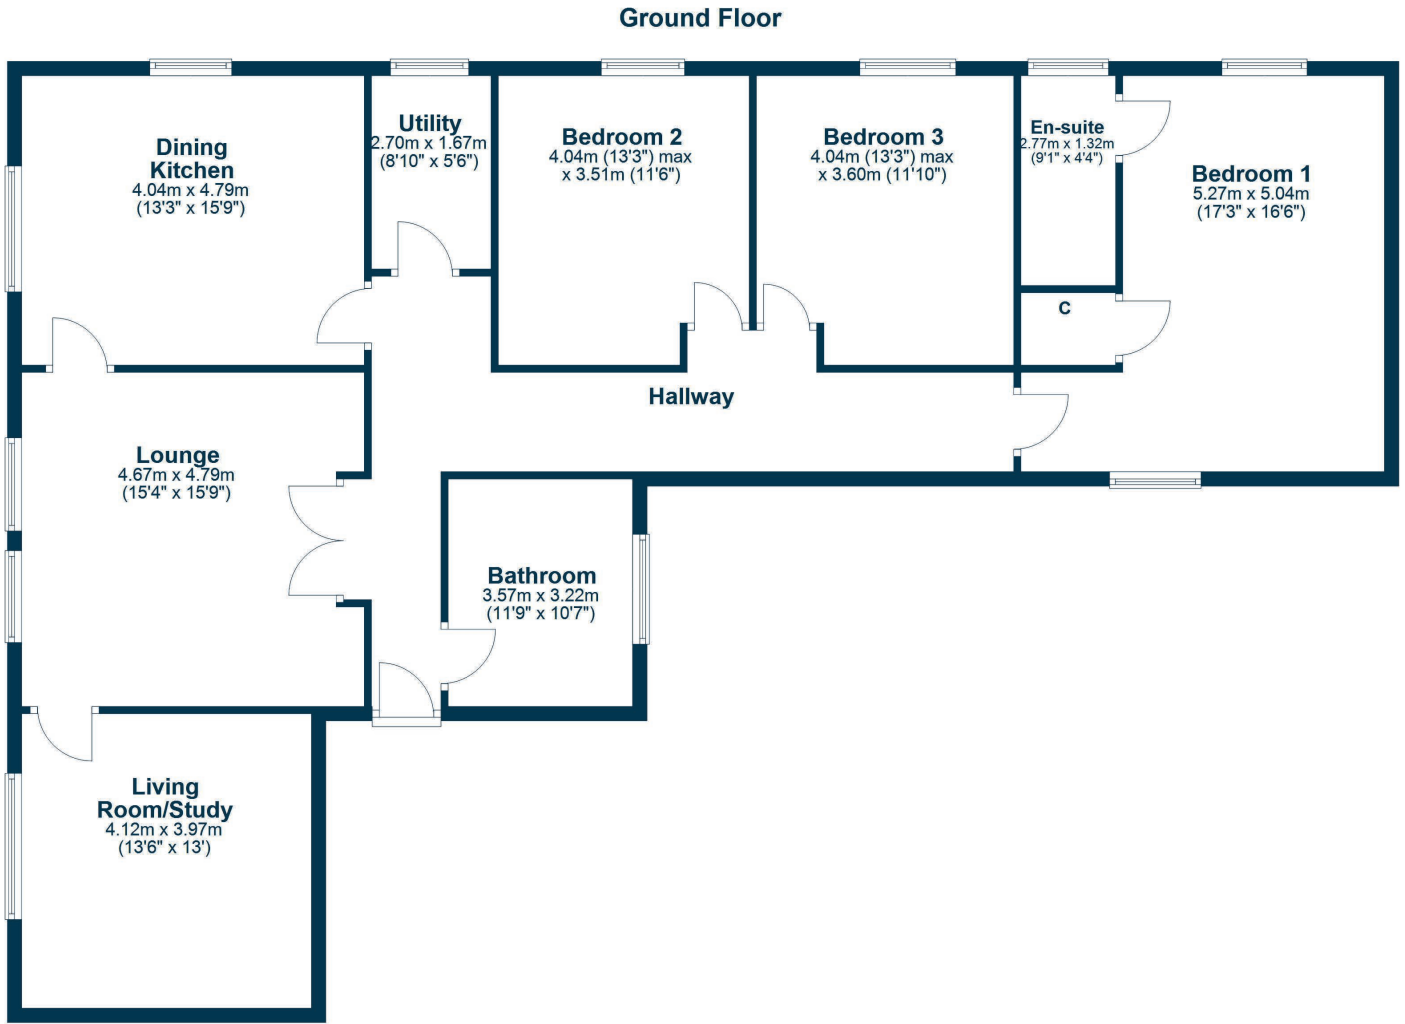 Ground Floor
Dining
Kitchen
4.04m x 4.79m
(13'3" x 15'9")
Utility
2.70m x 1.67m
(8'10" x 5'6")
Bedroom 2
4.04m (13'3") max
x 3.51m (11'6")
Bedroom 3
4.04m (13'3") max
x 3.60m (11'10")
En-suite
2.77m x 1.32m
(9'1" x 4'4")
Bedroom 1
5.27m x 5.04m
(17'3" x 16'6")
C
Hallway
Lounge
4.67m x 4.79m
(15'4" x 15'9")
Bathroom
3.57m x 3.22m
(11'9" x 10'7")
Living
Room/Study
4.12m x 3.97m
(13'6" x 13')